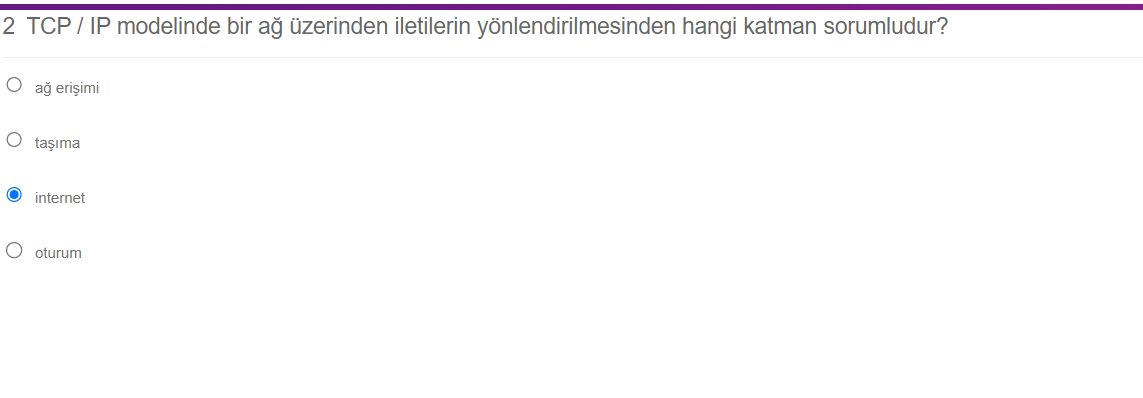 2 TCP / IP modelinde bir ağ üzerinden iletilerin yönlendirilmesinden hangi katman sorumludur?
ağ erişimi
taşıma
internet
oturum